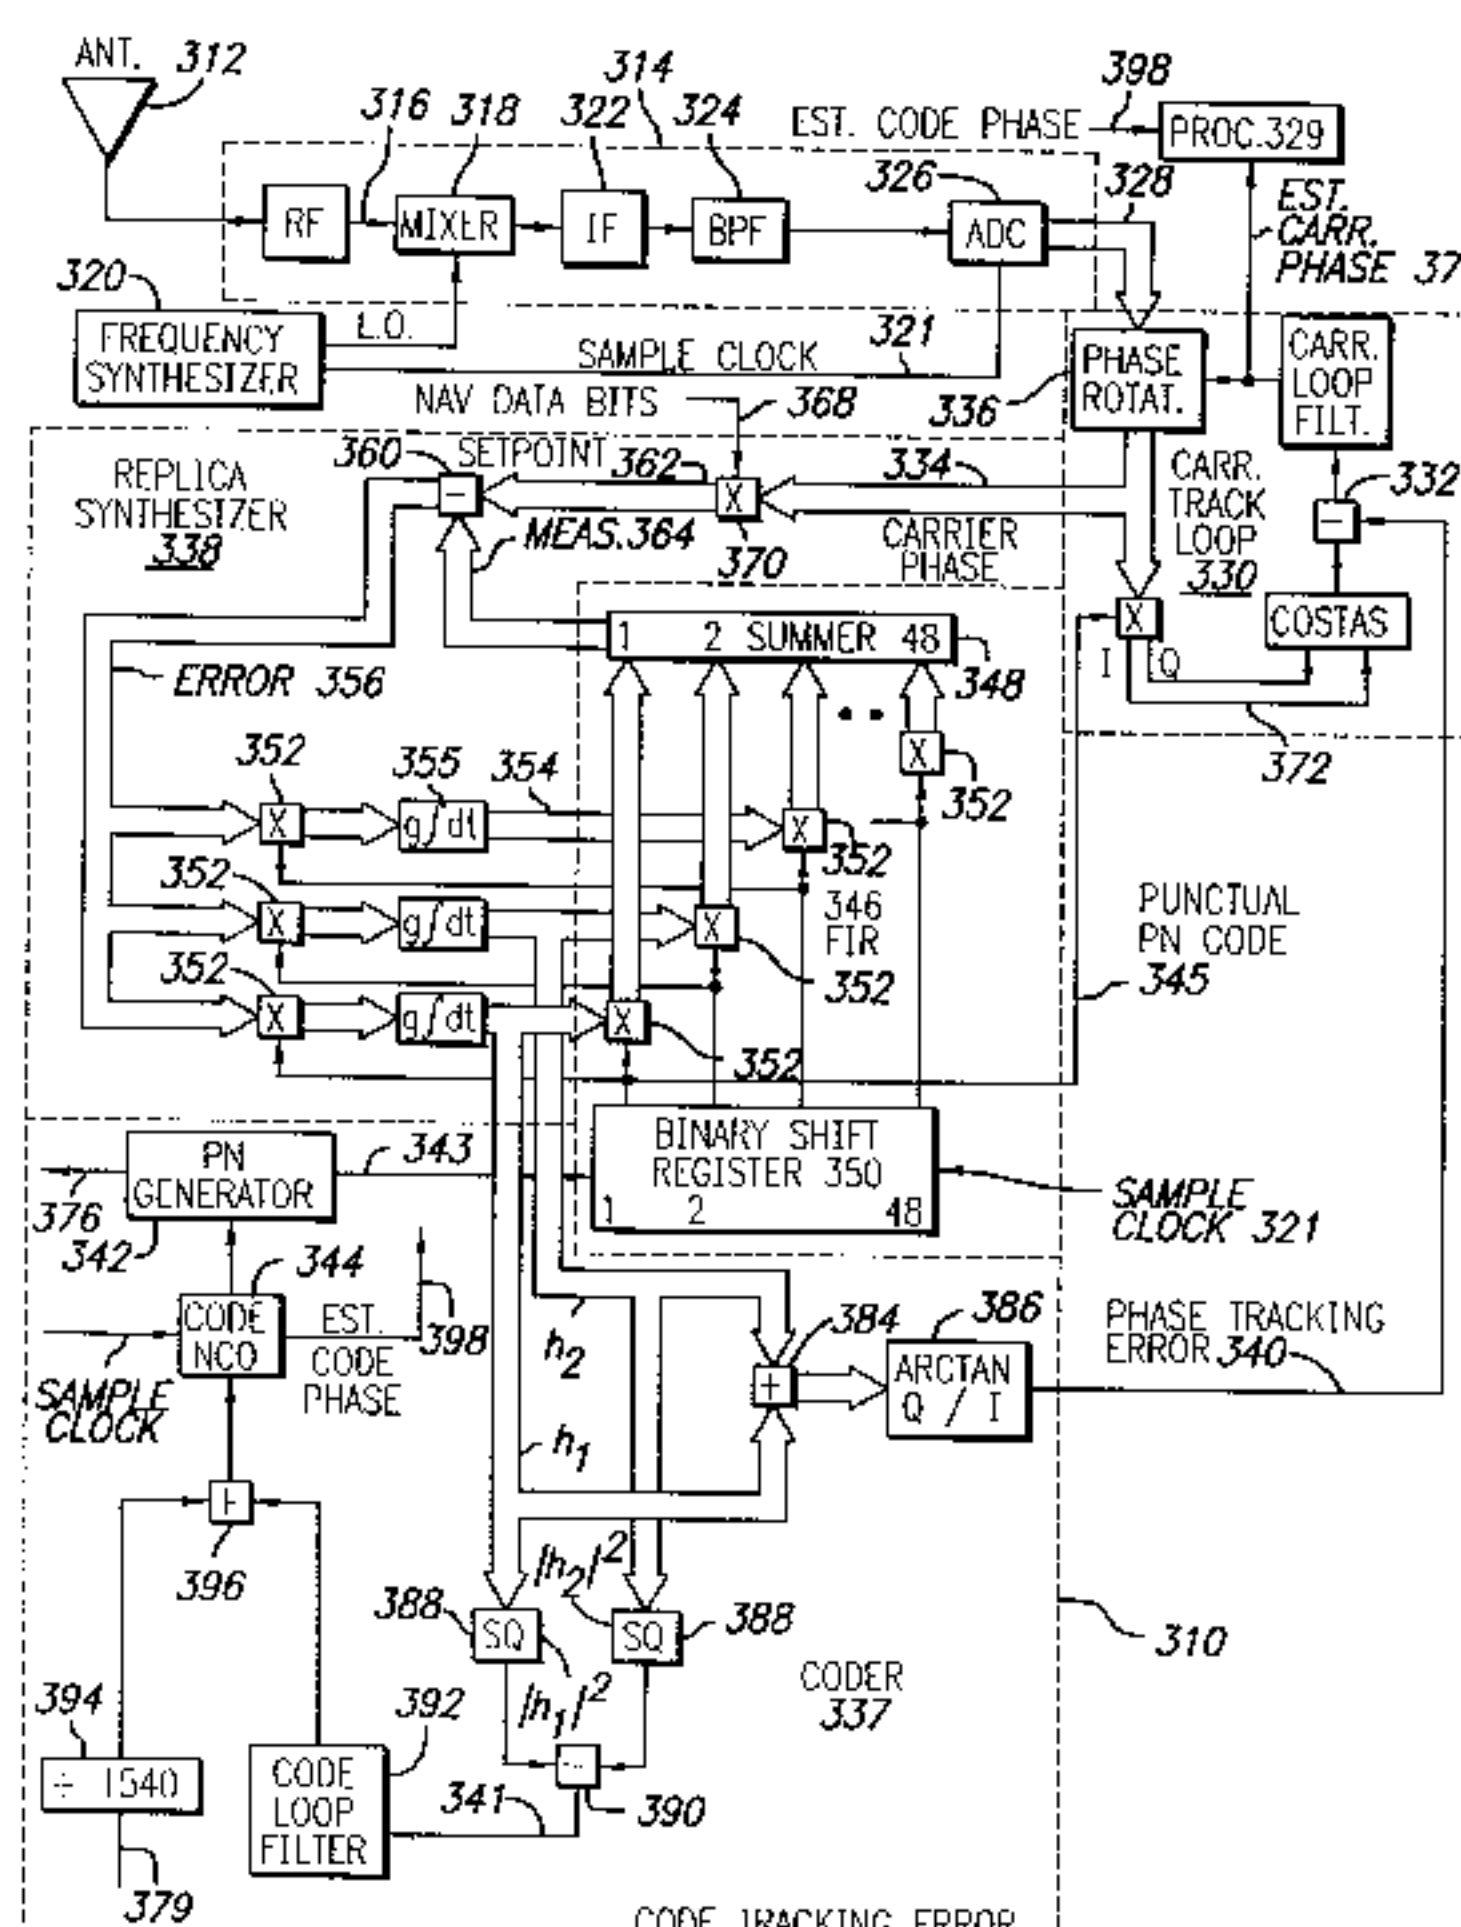 ANT.
312
314
398
316
318
322
324
EST. CODE PHASE
PROC.329
326
328
RF
MIXER
IF
BPF
ADC
EST.
CARR.
PHASE 37
320
L.O.
FREQUENCY
SYNTHESIZER
SAMPLE CLOCK
321
PHASE
ROTAT.
CARR.
LOOP
FILT.
NAV DATA BITS
368
336
REPLICA
SYNTHESIZER
338
360
SETPOINT
362
334
CARR.
TRACK
LOOP
330
332
-
X
-
MEAS.364
370
CARRIER
PHASE
X
COSTAS
1 2 SUMMER 48
I Q
ERROR 356
348
372
X
352
352
355
354
X
g∫dt
X
352
352
346
FIR
PUNCTUAL
PN CODE
345
X
g∫dt
X
352
352
X
g∫dt
X
352
PN
GENERATOR
343
BINARY SHIFT
REGISTER 350
1 2 48
376
342
SAMPLE
CLOCK 321
344
CODE
NCO
EST.
CODE
PHASE
398
SAMPLE
CLOCK
h2
384
386
+
ARCTAN
Q / I
PHASE TRACKING
ERROR 340
h1
+
396
|h2|²
388
SQ
SQ
388
310
|h1|²
CODER
337
394
392
÷ 1540
CODE
LOOP
FILTER
341
390
379
CODE TRACKING ERROR